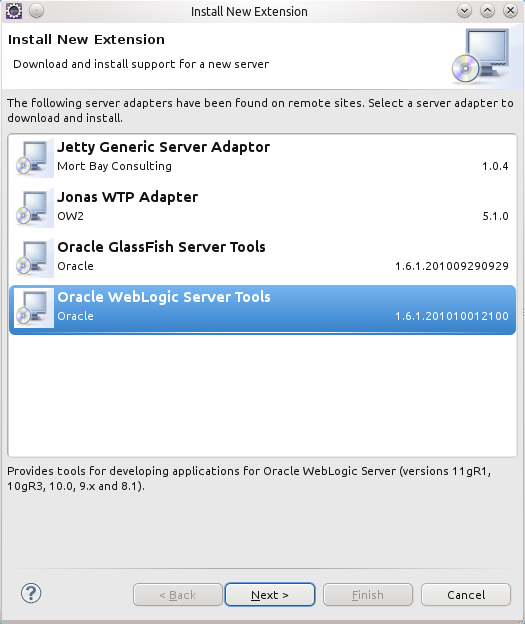 Install New Extension
Install New Extension
Download and install support for a new server
The following server adapters have been found on remote sites. Select a server adapter to
download and install.
Jetty Generic Server Adaptor
Mort Bay Consulting 1.0.4
Jonas WTP Adapter
OW2 5.1.0
Oracle GlassFish Server Tools
Oracle 1.6.1.201009290929
Oracle WebLogic Server Tools
Oracle 1.6.1.201010012100
Provides tools for developing applications for Oracle WebLogic Server (versions 11gR1,
10gR3, 10.0, 9.x and 8.1).
? < Back Next > Finish Cancel